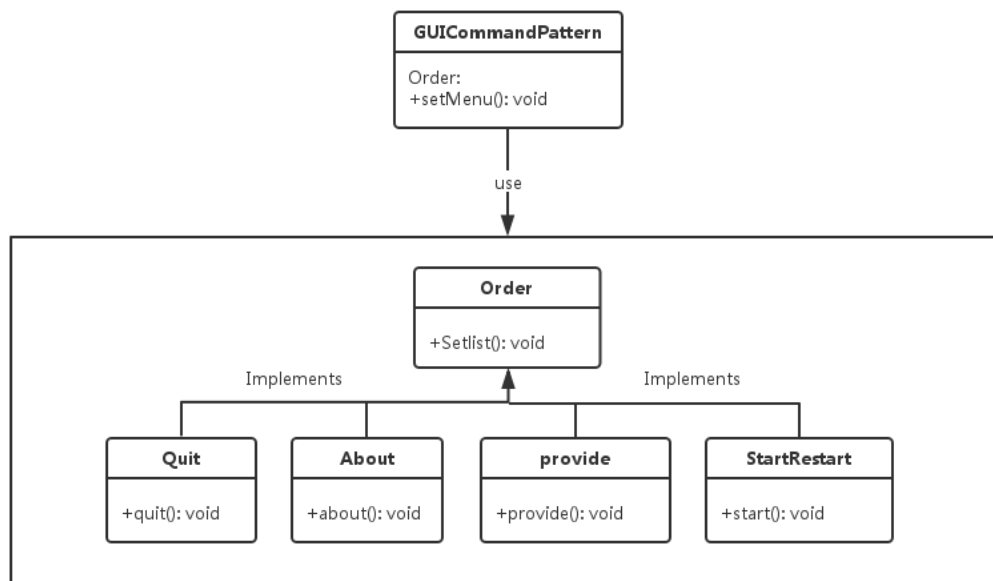 GUICommandPattern
Order:
+setMenu(): void
use
Order
+Setlist(): void
Implements
Implements
Quit
+quit(): void
About
+about(): void
provide
+provide(): void
StartRestart
+start(): void